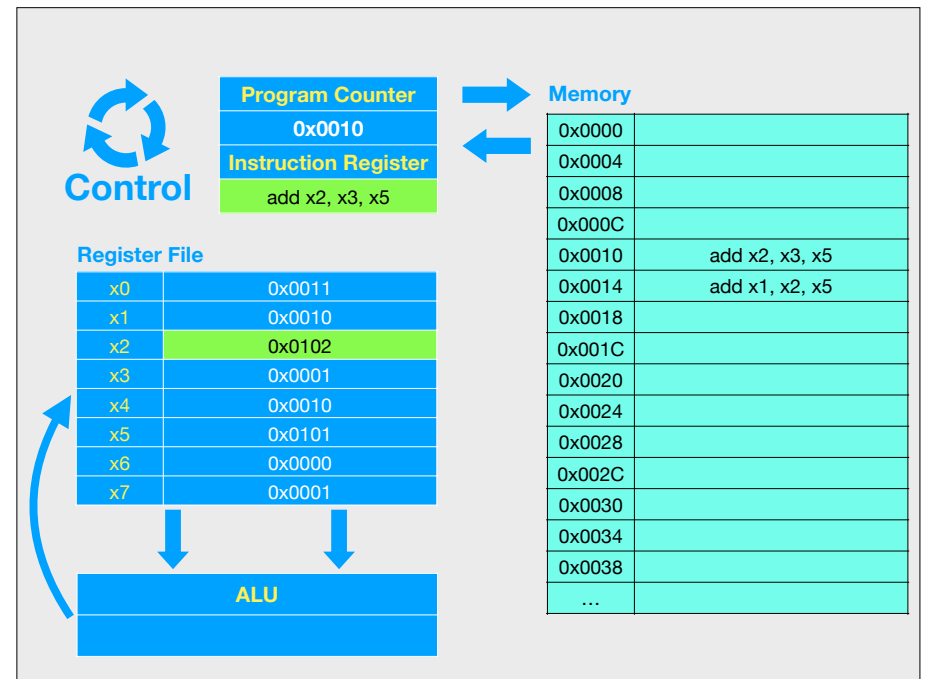 Program Counter
0x0010
Instruction Register
add x2, x3, x5
Control
Register File
x0 0x0011
x1 0x0010
x2 0x0102
x3 0x0001
x4 0x0010
x5 0x0101
x6 0x0000
x7 0x0001
ALU
Memory
0x0000
0x0004
0x0008
0x000C
0x0010 add x2, x3, x5
0x0014 add x1, x2, x5
0x0018
0x001C
0x0020
0x0024
0x0028
0x002C
0x0030
0x0034
0x0038
…